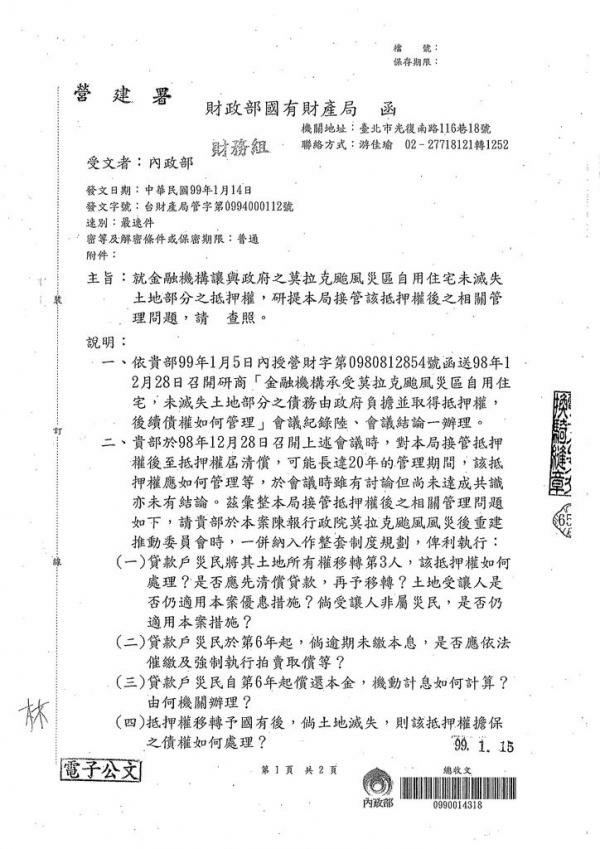 檔　　號：
保存期限：
營建署
財政部國有財產局　函
機關地址：臺北市光復南路116巷18號
聯絡方式：游佳瑜　02－27718121轉1252
財務組
受文者：內政部
發文日期：中華民國99年1月14日
發文字號：台財產局管字第0994000112號
速別：最速件
密等及解密條件或保密期限：普通
附件：
主旨：就金融機構讓與政府之莫拉克颱風災區自用住宅未滅失
土地部分之抵押權，研提本局接管該抵押權後之相關管
理問題，請　查照。
說明：
一、依貴部99年1月5日內授營財字第0980812854號函送98年1
2月28日召開研商「金融機構承受莫拉克颱風災區自用住
宅，未滅失土地部分之債務由政府負擔並取得抵押權，
後續債權如何管理」會議紀錄陸、會議結論一辦理。
二、貴部於98年12月28日召開上述會議時，對本局接管抵押
權後至抵押權屆清償，可能長達20年的管理期間，該抵
押權應如何管理等，於會議時雖有討論但尚未達成共識
亦未有結論。茲彙整本局接管抵押權後之相關管理問題
如下，請貴部於本案陳報行政院莫拉克颱風風災後重建
推動委員會時，一併納入作整套制度規劃，俾利執行：
(一)貸款戶災民將其土地所有權移轉第3人，該抵押權如何
處理？是否應先清償貸款，再予移轉？土地受讓人是
否仍適用本案優惠措施？倘受讓人非屬災民，是否仍
適用本案措施？
(二)貸款戶災民於第6年起，倘逾期未繳本息，是否應依法
催繳及強制執行拍賣取償等？
(三)貸款戶災民自第6年起償還本金，機動計息如何計算？
由何機關辦理？
(四)抵押權移轉予國有後，倘土地滅失，則該抵押權擔保
之債權如何處理？
裝
訂
線
林
換騎縫章
65
99. 1. 15
電子公文
第1頁 共2頁
內政部
總收文
0990014318